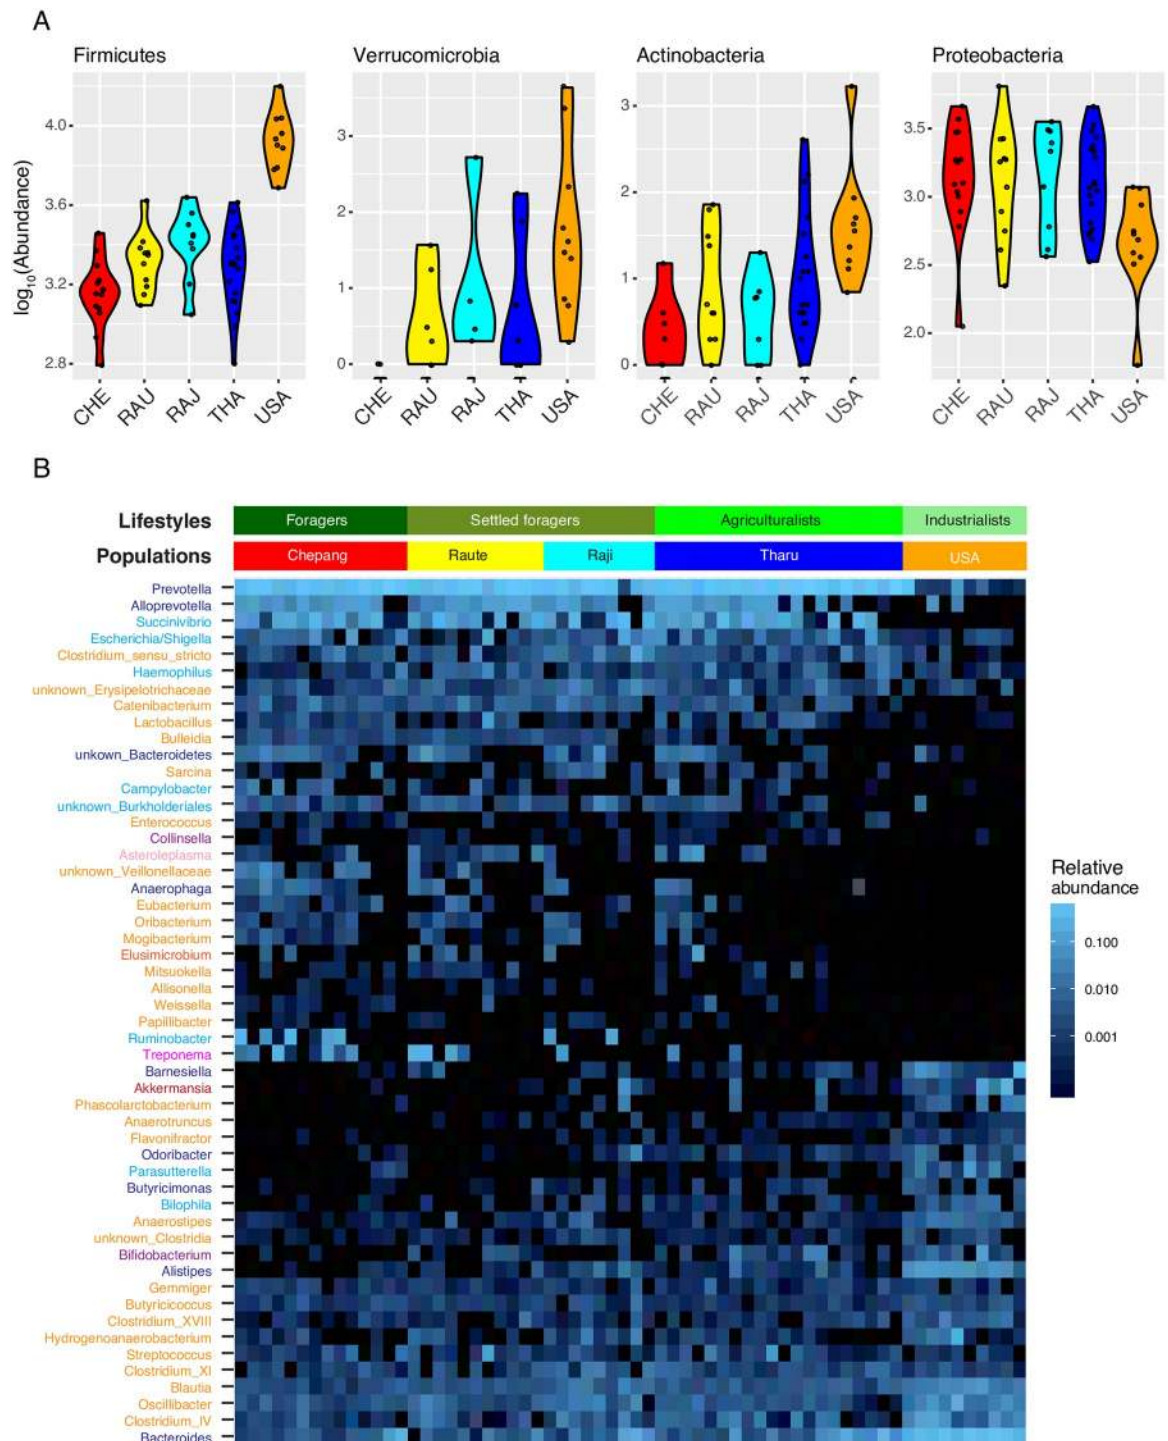 A
Firmicutes
Verrucomicrobia
Actinobacteria
Proteobacteria
log10(Abundance)
4.0
3.6
3.2
2.8
CHE
RAU
RAJ
THA
USA
3
2
1
0
CHE
RAU
RAJ
THA
USA
3
2
1
0
CHE
RAU
RAJ
THA
USA
3.5
3.0
2.5
2.0
CHE
RAU
RAJ
THA
USA
B
Lifestyles Foragers Settled foragers Agriculturalists Industrialists
Populations Chepang Raute Raji Tharu USA
Prevotella
Alloprevotella
Succinivibrio
Escherichia/Shigella
Clostridium_sensu_stricto
Haemophilus
unknown_Erysipelotrichaceae
Catenibacterium
Lactobacillus
Bulleidia
unkown_Bacteroidetes
Sarcina
Campylobacter
unknown_Burkholderiales
Enterococcus
Collinsella
Asteroleplasma
unknown_Veillonellaceae
Anaerophaga
Eubacterium
Oribacterium
Mogibacterium
Elusimicrobium
Mitsuokella
Allisonella
Weissella
Papillibacter
Ruminobacter
Treponema
Barnesiella
Akkermansia
Phascolarctobacterium
Anaerotruncus
Flavonifractor
Odoribacter
Parasutterella
Butyricimonas
Bilophila
Anaerostipes
unknown_Clostridia
Bifidobacterium
Alistipes
Gemmiger
Butyricicoccus
Clostridium_XVIII
Hydrogenoanaerobacterium
Streptococcus
Clostridium_XI
Blautia
Oscillibacter
Clostridium_IV
Bacteroides
Relative
abundance
0.100
0.010
0.001